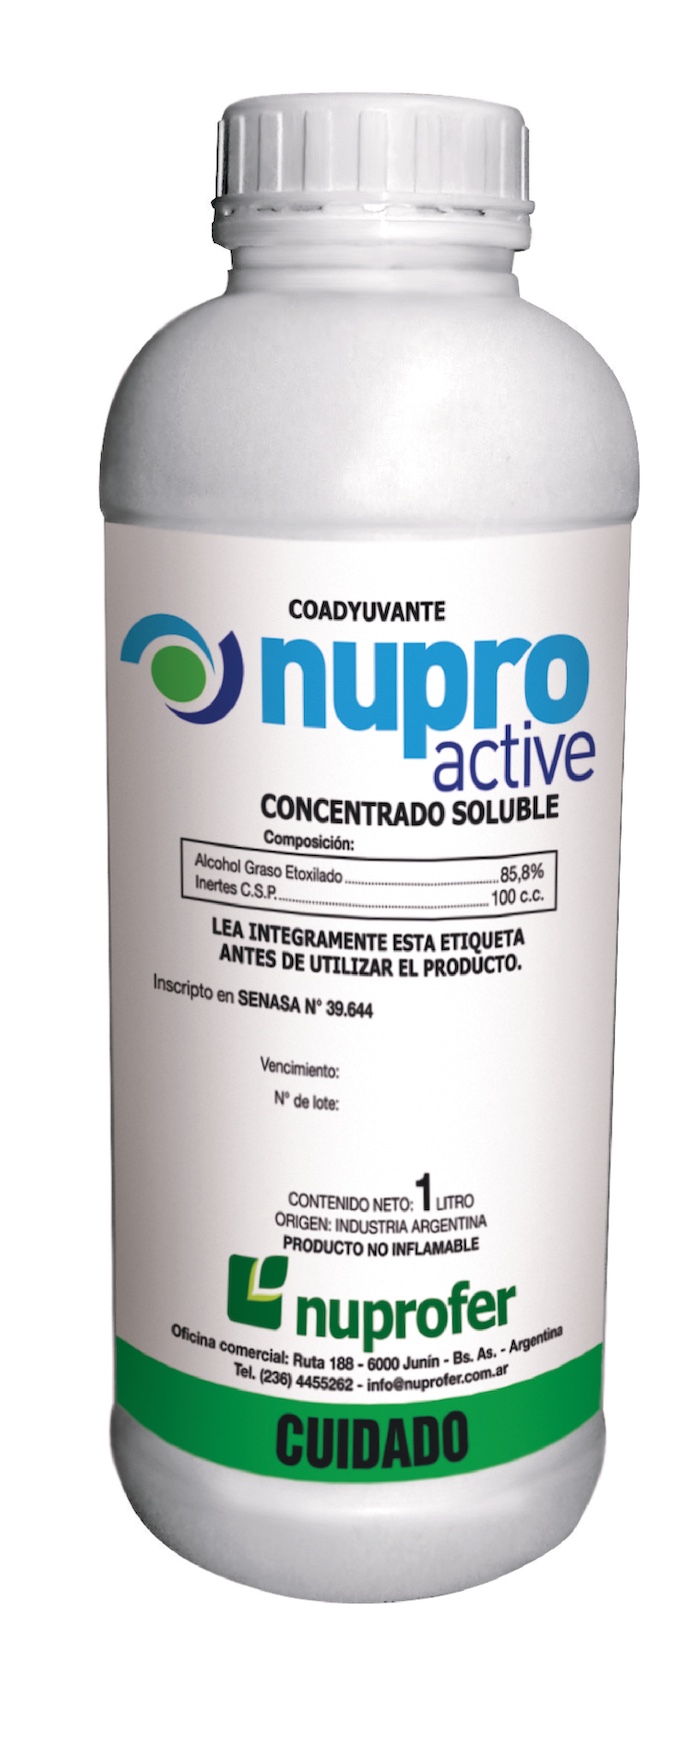 COADYUVANTE
nupro
active
CONCENTRADO SOLUBLE
Composición:
Alcohol Graso Etoxilado..........85,8%
Inertes C.S.P..........100 c.c.
LEA INTEGRAMENTE ESTA ETIQUETA
ANTES DE UTILIZAR EL PRODUCTO.
Inscripto en SENASA N° 39.644
Vencimiento:
N° de lote:
CONTENIDO NETO: 1 LITRO
ORIGEN: INDUSTRIA ARGENTINA
PRODUCTO NO INFLAMABLE
nuprofer
Oficina comercial: Ruta 188 - 6000 Junín - Bs. As. - Argentina
Tel. (236) 4455262 - info@nuprofer.com.ar
CUIDADO